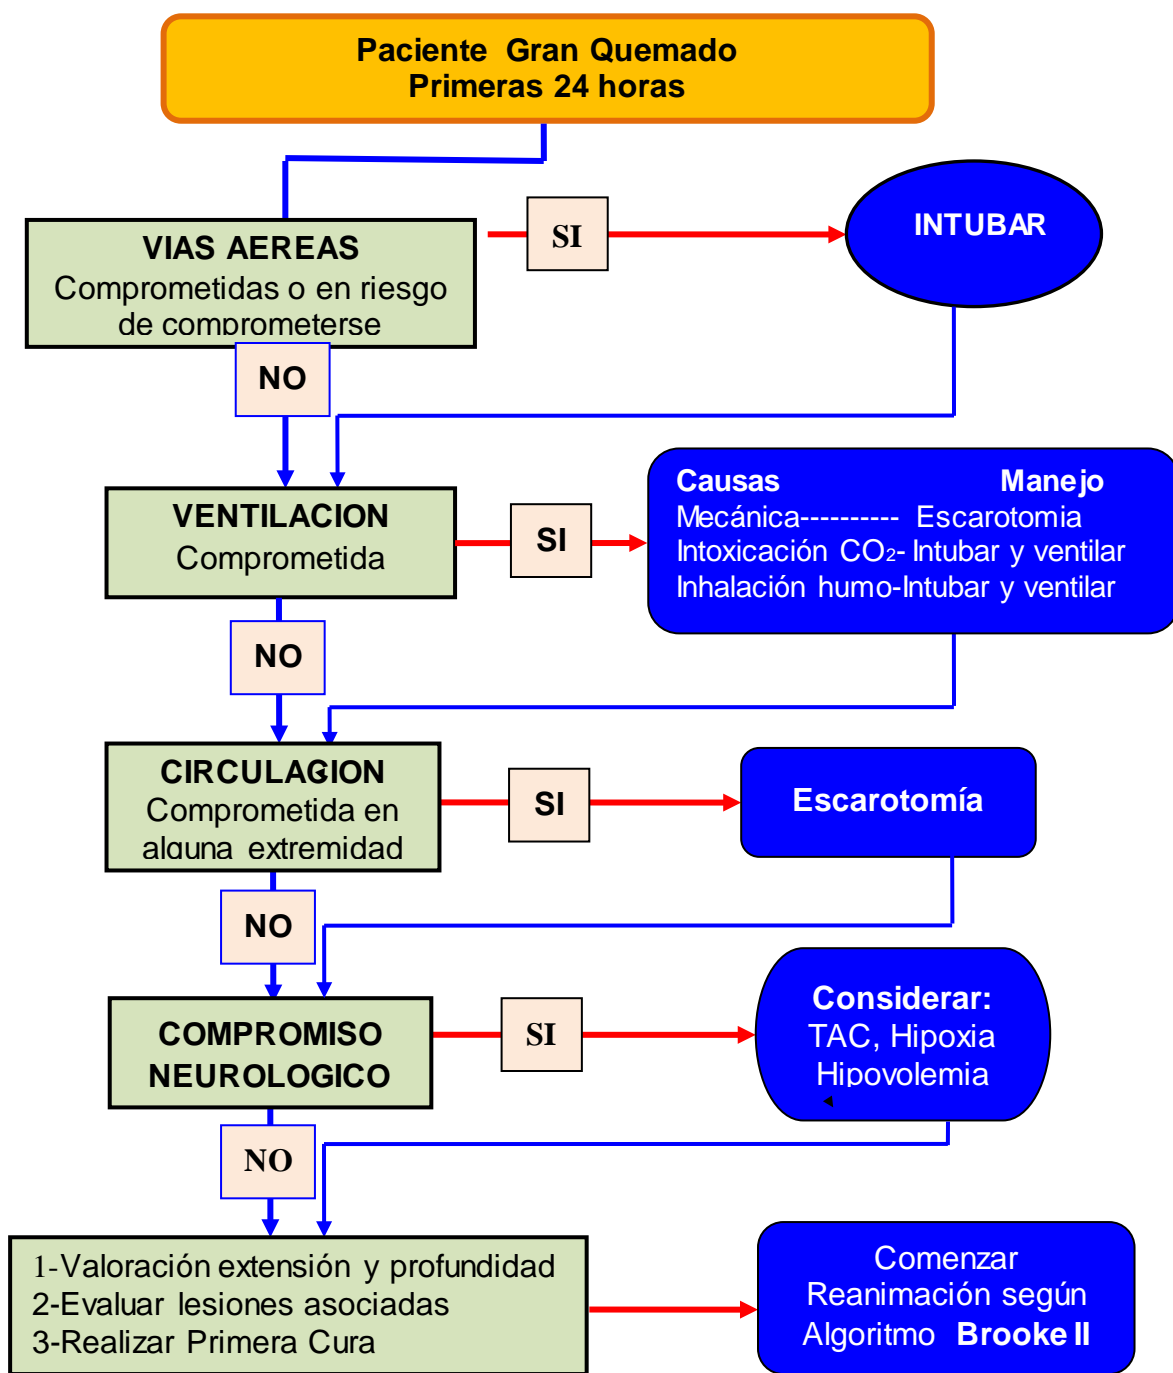 Paciente Gran Quemado
Primeras 24 horas
VIAS AEREAS
Comprometidas o en riesgo
de comprometerse
SI
INTUBAR
NO
VENTILACION
Comprometida
SI
Causas Manejo
Mecánica---------- Escarotomia
Intoxicación CO2- Intubar y ventilar
Inhalación humo-Intubar y ventilar
NO
CIRCULACION
Comprometida en
alguna extremidad
SI
Escarotomía
NO
COMPROMISO
NEUROLOGICO
SI
Considerar:
TAC, Hipoxia
Hipovolemia
NO
1-Valoración extensión y profundidad
2-Evaluar lesiones asociadas
3-Realizar Primera Cura
Comenzar
Reanimación según
Algoritmo Brooke II